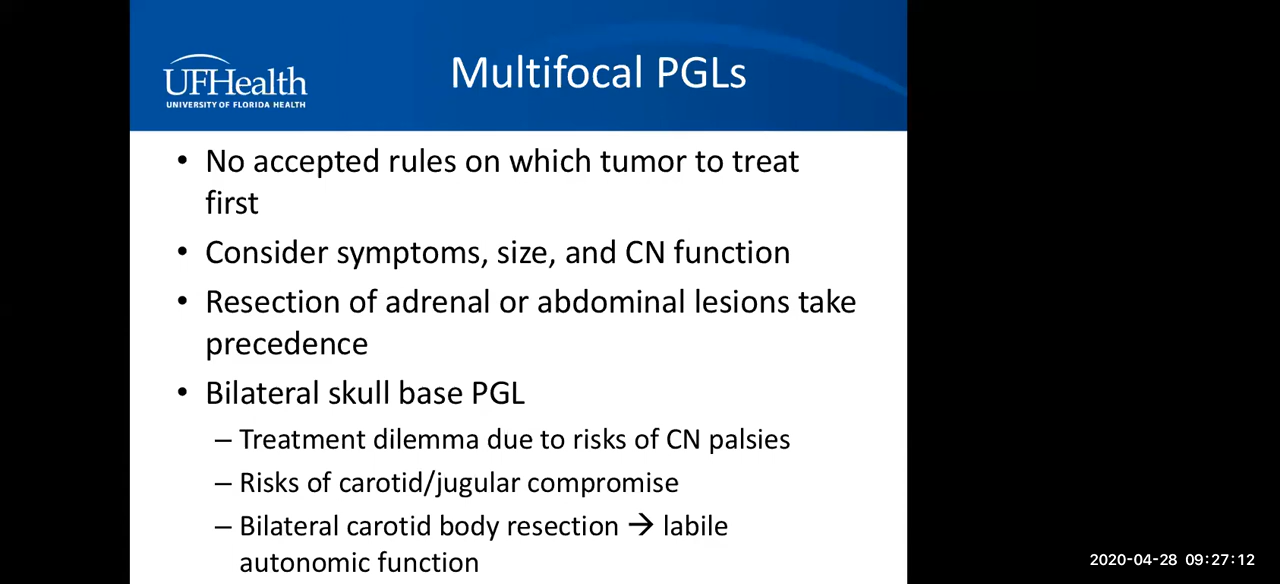 UFHealth
UNIVERSITY OF FLORIDA HEALTH
Multifocal PGLs
• No accepted rules on which tumor to treat
first
• Consider symptoms, size, and CN function
• Resection of adrenal or abdominal lesions take
precedence
• Bilateral skull base PGL
– Treatment dilemma due to risks of CN palsies
– Risks of carotid/jugular compromise
– Bilateral carotid body resection → labile
autonomic function
2020-04-28 09:27:12